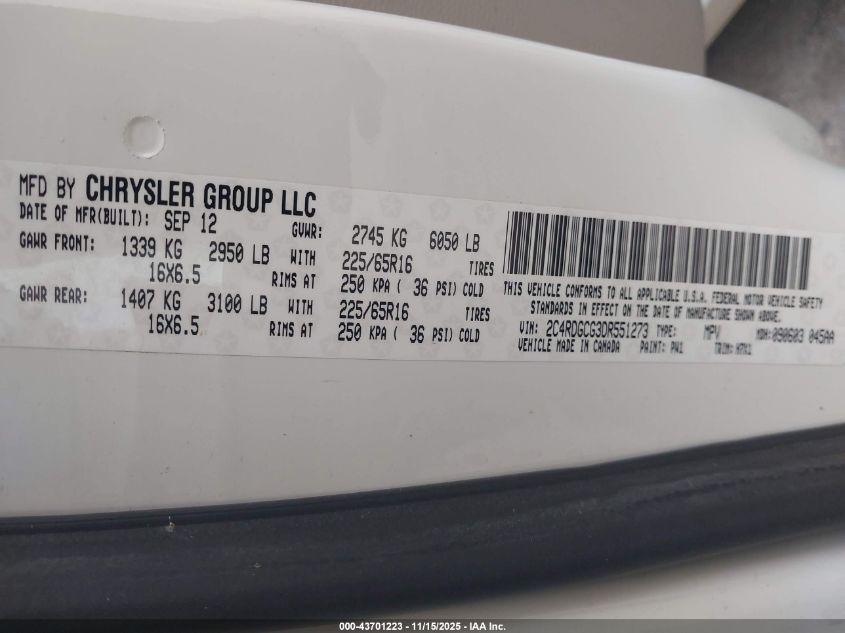 MFD BY CHRYSLER GROUP LLC
DATE OF MFR(BUILT): SEP 12 GVWR: 2745 KG 6050 LB
GAWR FRONT: 1339 KG 2950 LB WITH 225/65R16 TIRES
16X6.5 RIMS AT 250 KPA ( 36 PSI) COLD
GAWR REAR: 1407 KG 3100 LB WITH 225/65R16 TIRES
16X6.5 RIMS AT 250 KPA ( 36 PSI) COLD
THIS VEHICLE CONFORMS TO ALL APPLICABLE U.S.A. FEDERAL MOTOR VEHICLE SAFETY
STANDARDS IN EFFECT ON THE DATE OF MANUFACTURE SHOWN ABOVE.
VIN: 2C4RDGCG3DR551273 TYPE: MPV MDH:090603 045AA
VEHICLE MADE IN CANADA PAINT: PW1 TRIM:
000-43701223 - 11/15/2025 - IAA Inc.